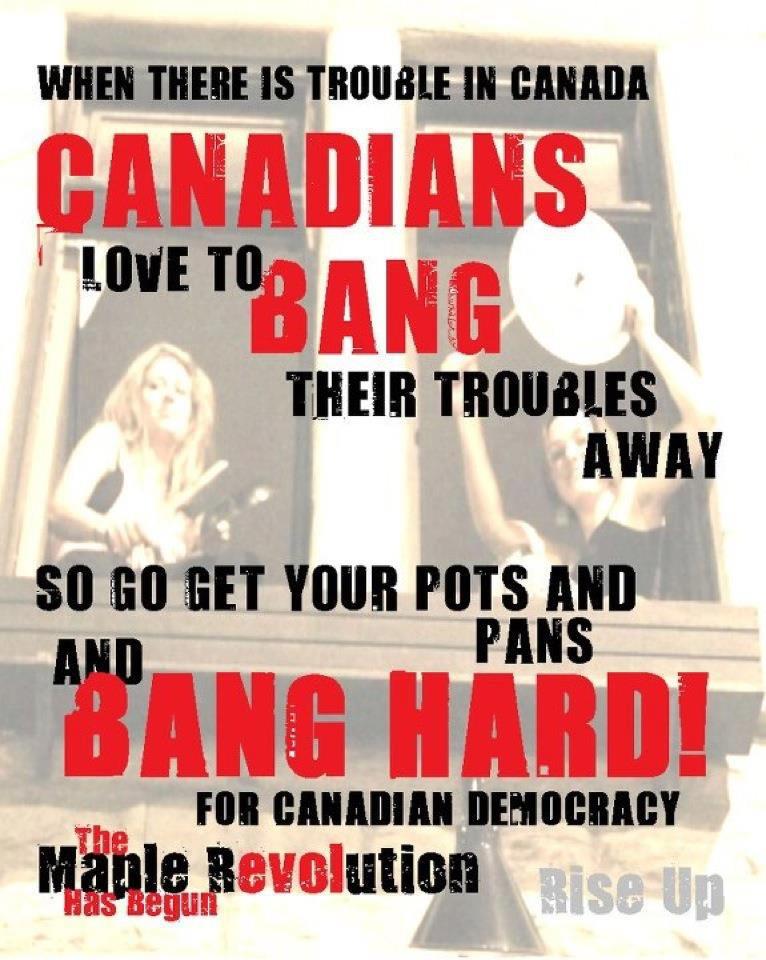 WHEN THERE IS TROUBLE IN CANADA
CANADIANS
LOVE TO
BANG
THEIR TROUBLES
AWAY
SO GO GET YOUR POTS AND
PANS
AND
BANG HARD!
FOR CANADIAN DEMOCRACY
The
Maple Revolution
Has Begun
Rise Up